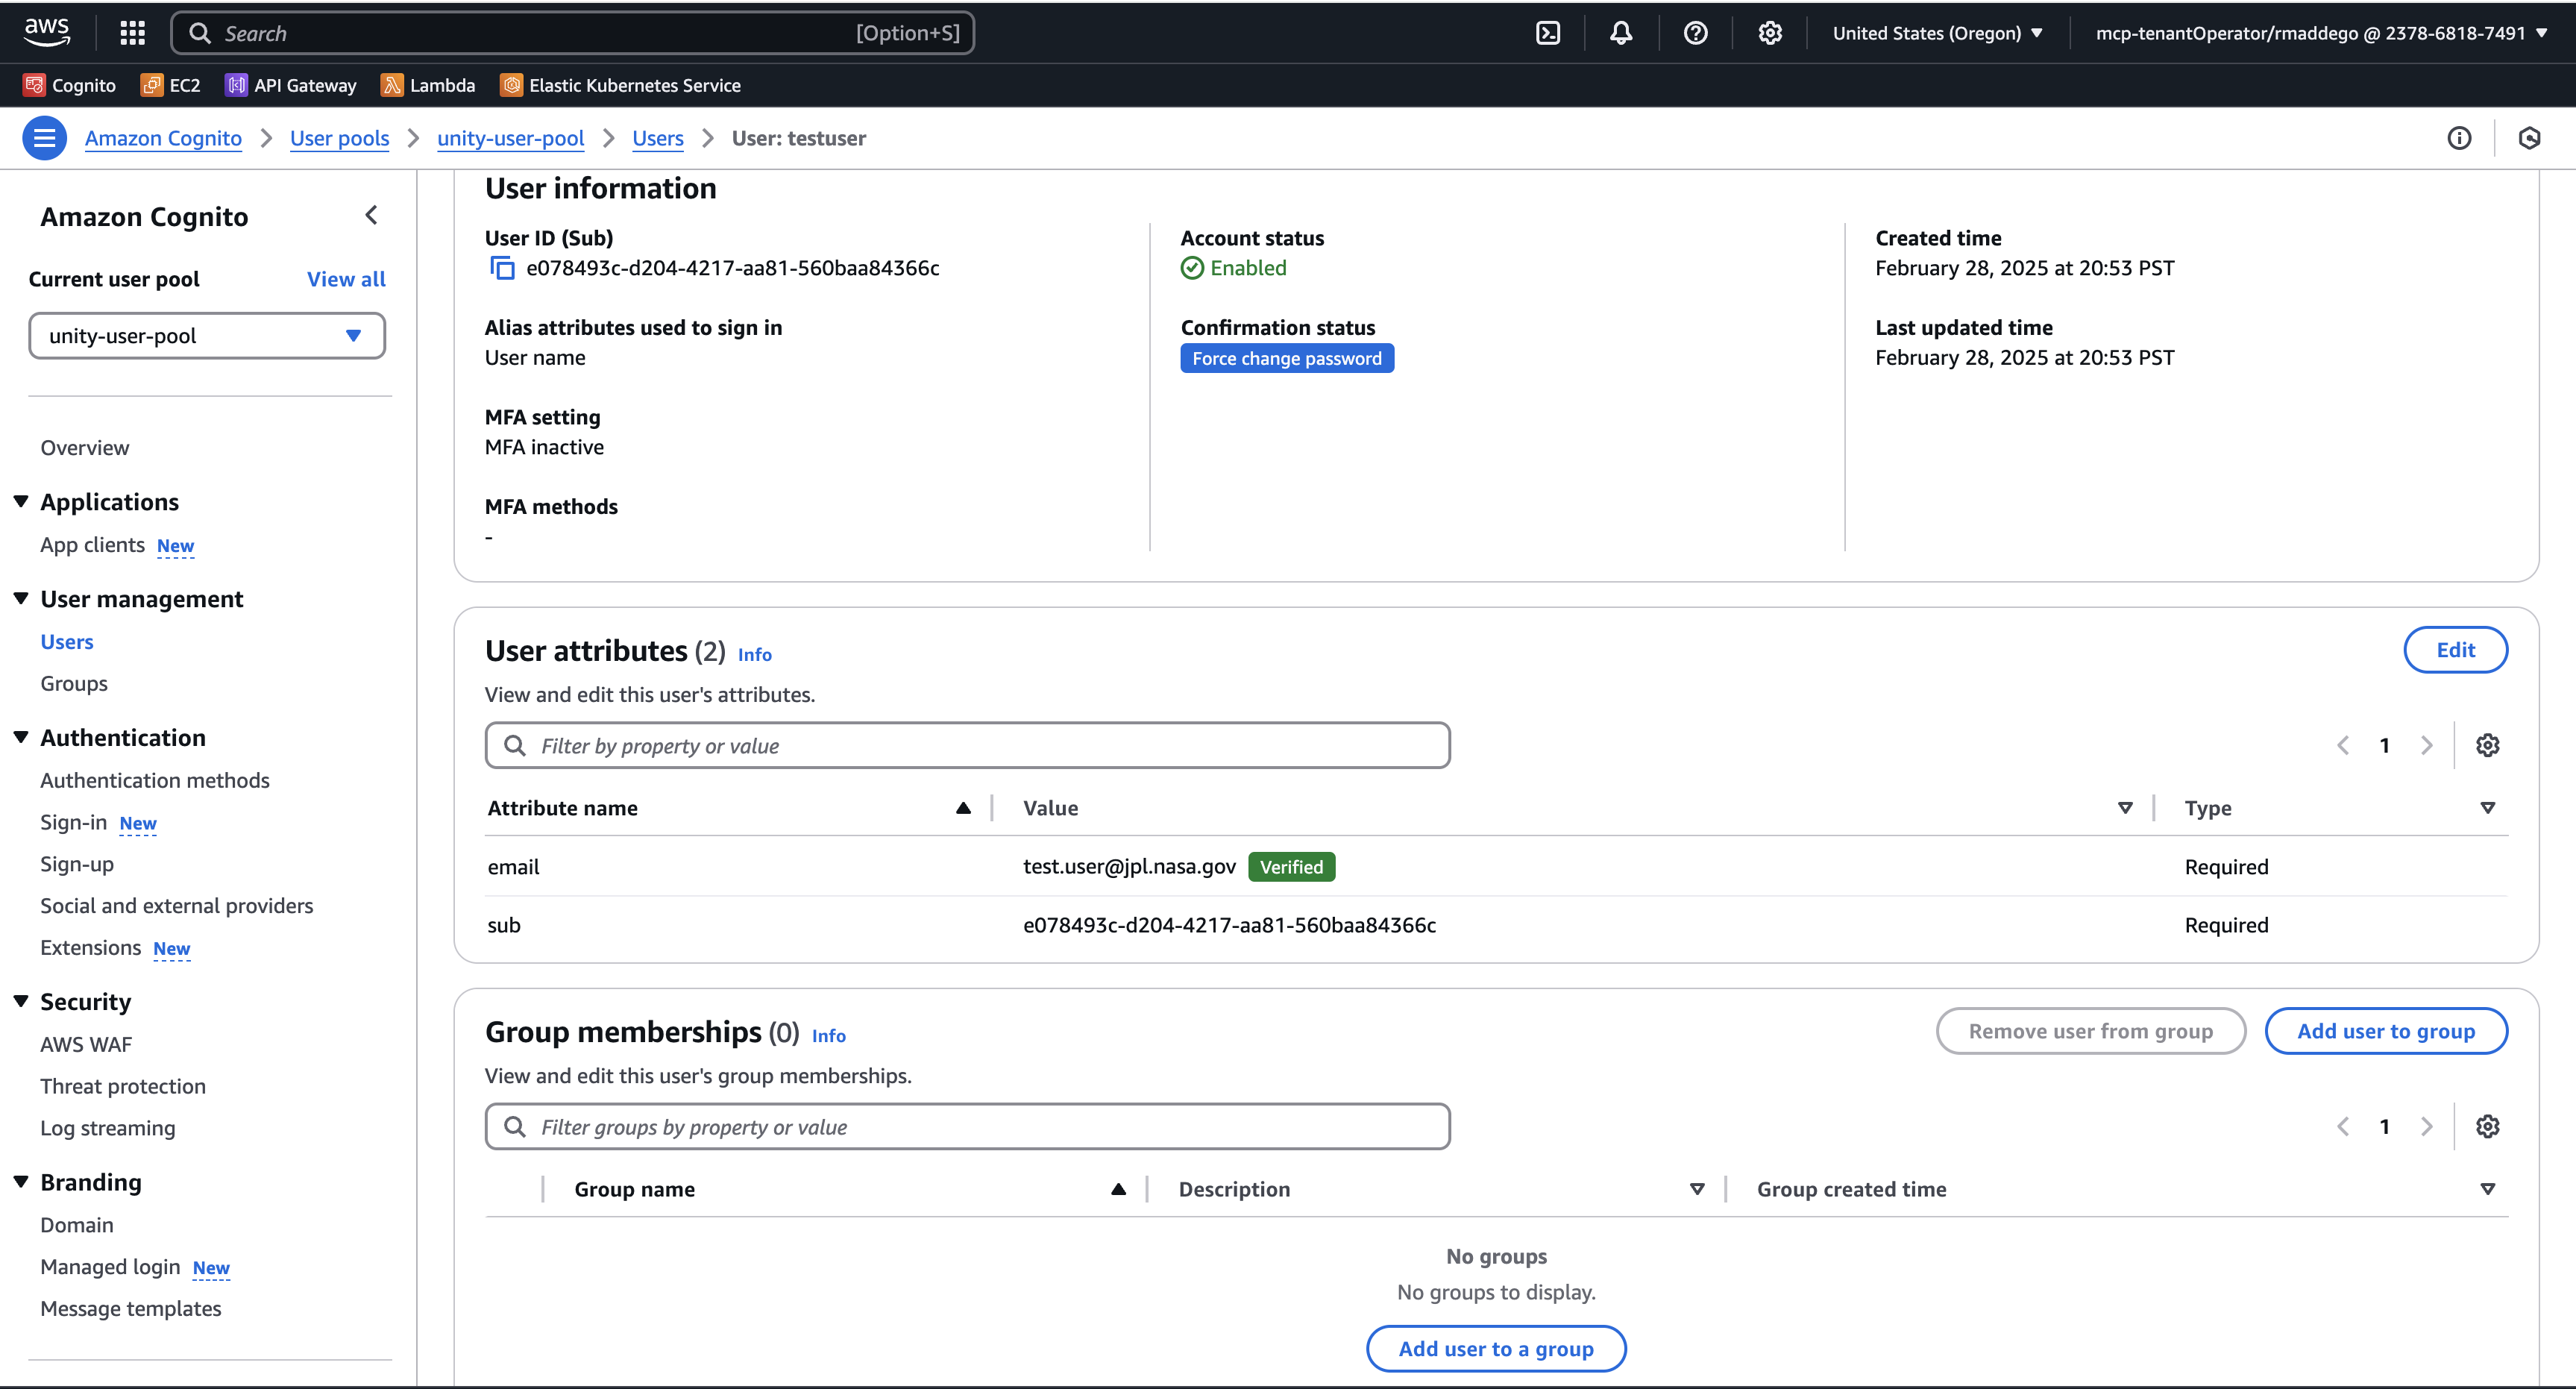 aws
Search [Option+S]
United States (Oregon)
mcp-tenantOperator/rmaddego @ 2378-6818-7491
Cognito EC2 API Gateway Lambda Elastic Kubernetes Service
Amazon Cognito User pools unity-user-pool Users User: testuser
Amazon Cognito
Current user pool View all
unity-user-pool
Overview
Applications
App clients New
User management
Users
Groups
Authentication
Authentication methods
Sign-in New
Sign-up
Social and external providers
Extensions New
Security
AWS WAF
Threat protection
Log streaming
Branding
Domain
Managed login New
Message templates
User information
User ID (Sub)
e078493c-d204-4217-aa81-560baa84366c
Alias attributes used to sign in
User name
MFA setting
MFA inactive
MFA methods
-
Account status
Enabled
Confirmation status
Force change password
Created time
February 28, 2025 at 20:53 PST
Last updated time
February 28, 2025 at 20:53 PST
User attributes (2) Info
Edit
View and edit this user's attributes.
Filter by property or value
1
Attribute name Value Type
email test.user@jpl.nasa.gov Verified Required
sub e078493c-d204-4217-aa81-560baa84366c Required
Group memberships (0) Info
Remove user from group Add user to group
View and edit this user's group memberships.
Filter groups by property or value
1
Group name Description Group created time
No groups
No groups to display.
Add user to a group